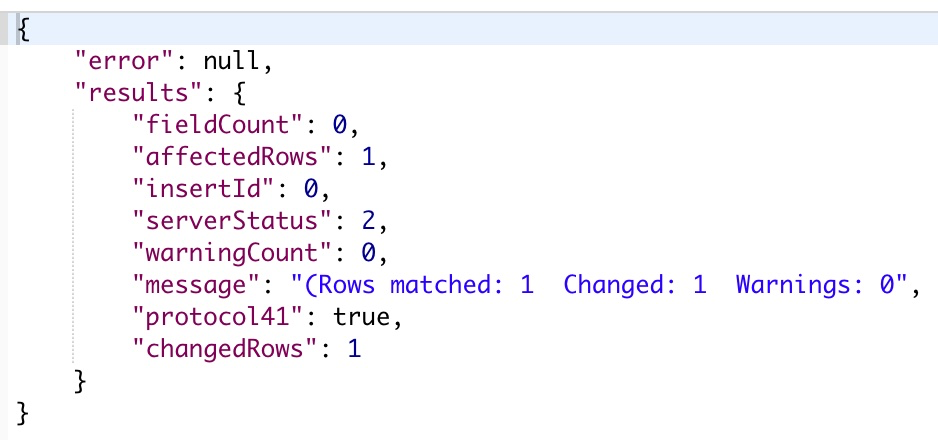 {
    "error": null,
    "results": {
        "fieldCount": 0,
        "affectedRows": 1,
        "insertId": 0,
        "serverStatus": 2,
        "warningCount": 0,
        "message": "(Rows matched: 1  Changed: 1  Warnings: 0",
        "protocol41": true,
        "changedRows": 1
    }
}